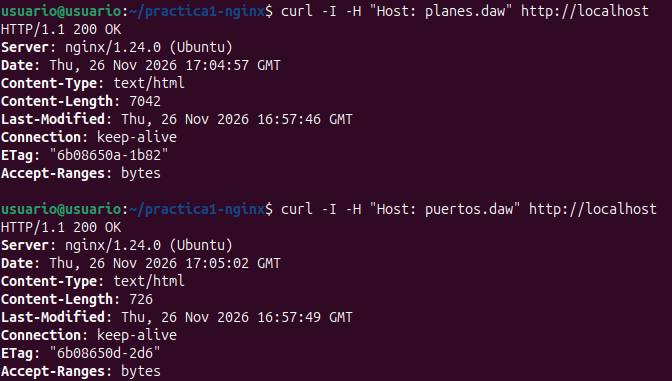 usuario@usuario:~/practica1-nginx$ curl -I -H "Host: planes.daw" http://localhost
HTTP/1.1 200 OK
Server: nginx/1.24.0 (Ubuntu)
Date: Thu, 26 Nov 2026 17:04:57 GMT
Content-Type: text/html
Content-Length: 7042
Last-Modified: Thu, 26 Nov 2026 16:57:46 GMT
Connection: keep-alive
ETag: "6b08650a-1b82"
Accept-Ranges: bytes

usuario@usuario:~/practica1-nginx$ curl -I -H "Host: puertos.daw" http://localhost
HTTP/1.1 200 OK
Server: nginx/1.24.0 (Ubuntu)
Date: Thu, 26 Nov 2026 17:05:02 GMT
Content-Type: text/html
Content-Length: 726
Last-Modified: Thu, 26 Nov 2026 16:57:49 GMT
Connection: keep-alive
ETag: "6b08650d-2d6"
Accept-Ranges: bytes